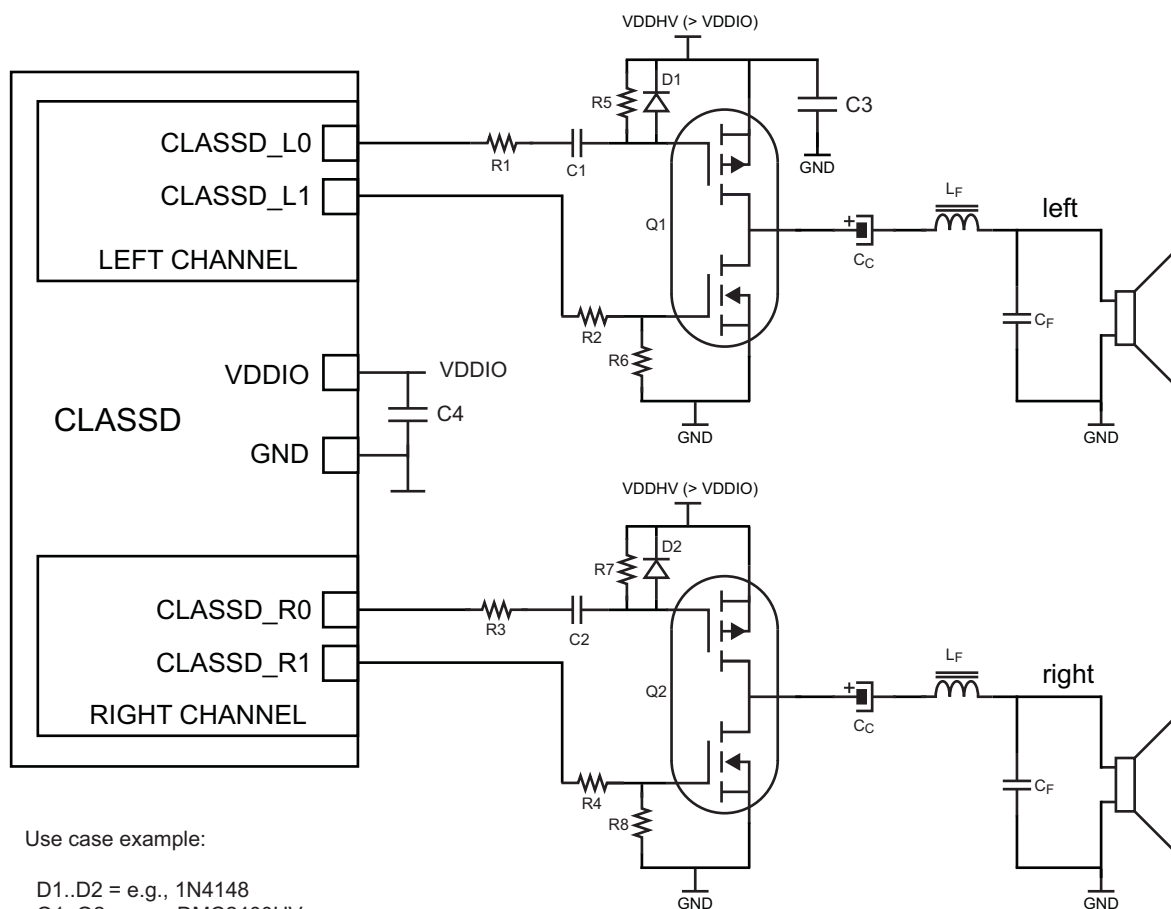 VDDHV (> VDDIO)
D1
R5
C3
CLASSD_L0
R1
C1
GND
CLASSD_L1
LF
left
Q1
LEFT CHANNEL
CC
CF
R2
R6
VDDIO
VDDIO
C4
CLASSD
GND
GND
GND
VDDHV (> VDDIO)
D2
R7
CLASSD_R0
R3
C2
CLASSD_R1
LF
right
Q2
RIGHT CHANNEL
CC
CF
R4
R8
Use case example:
D1..D2 = e.g., 1N4148
GND
GND